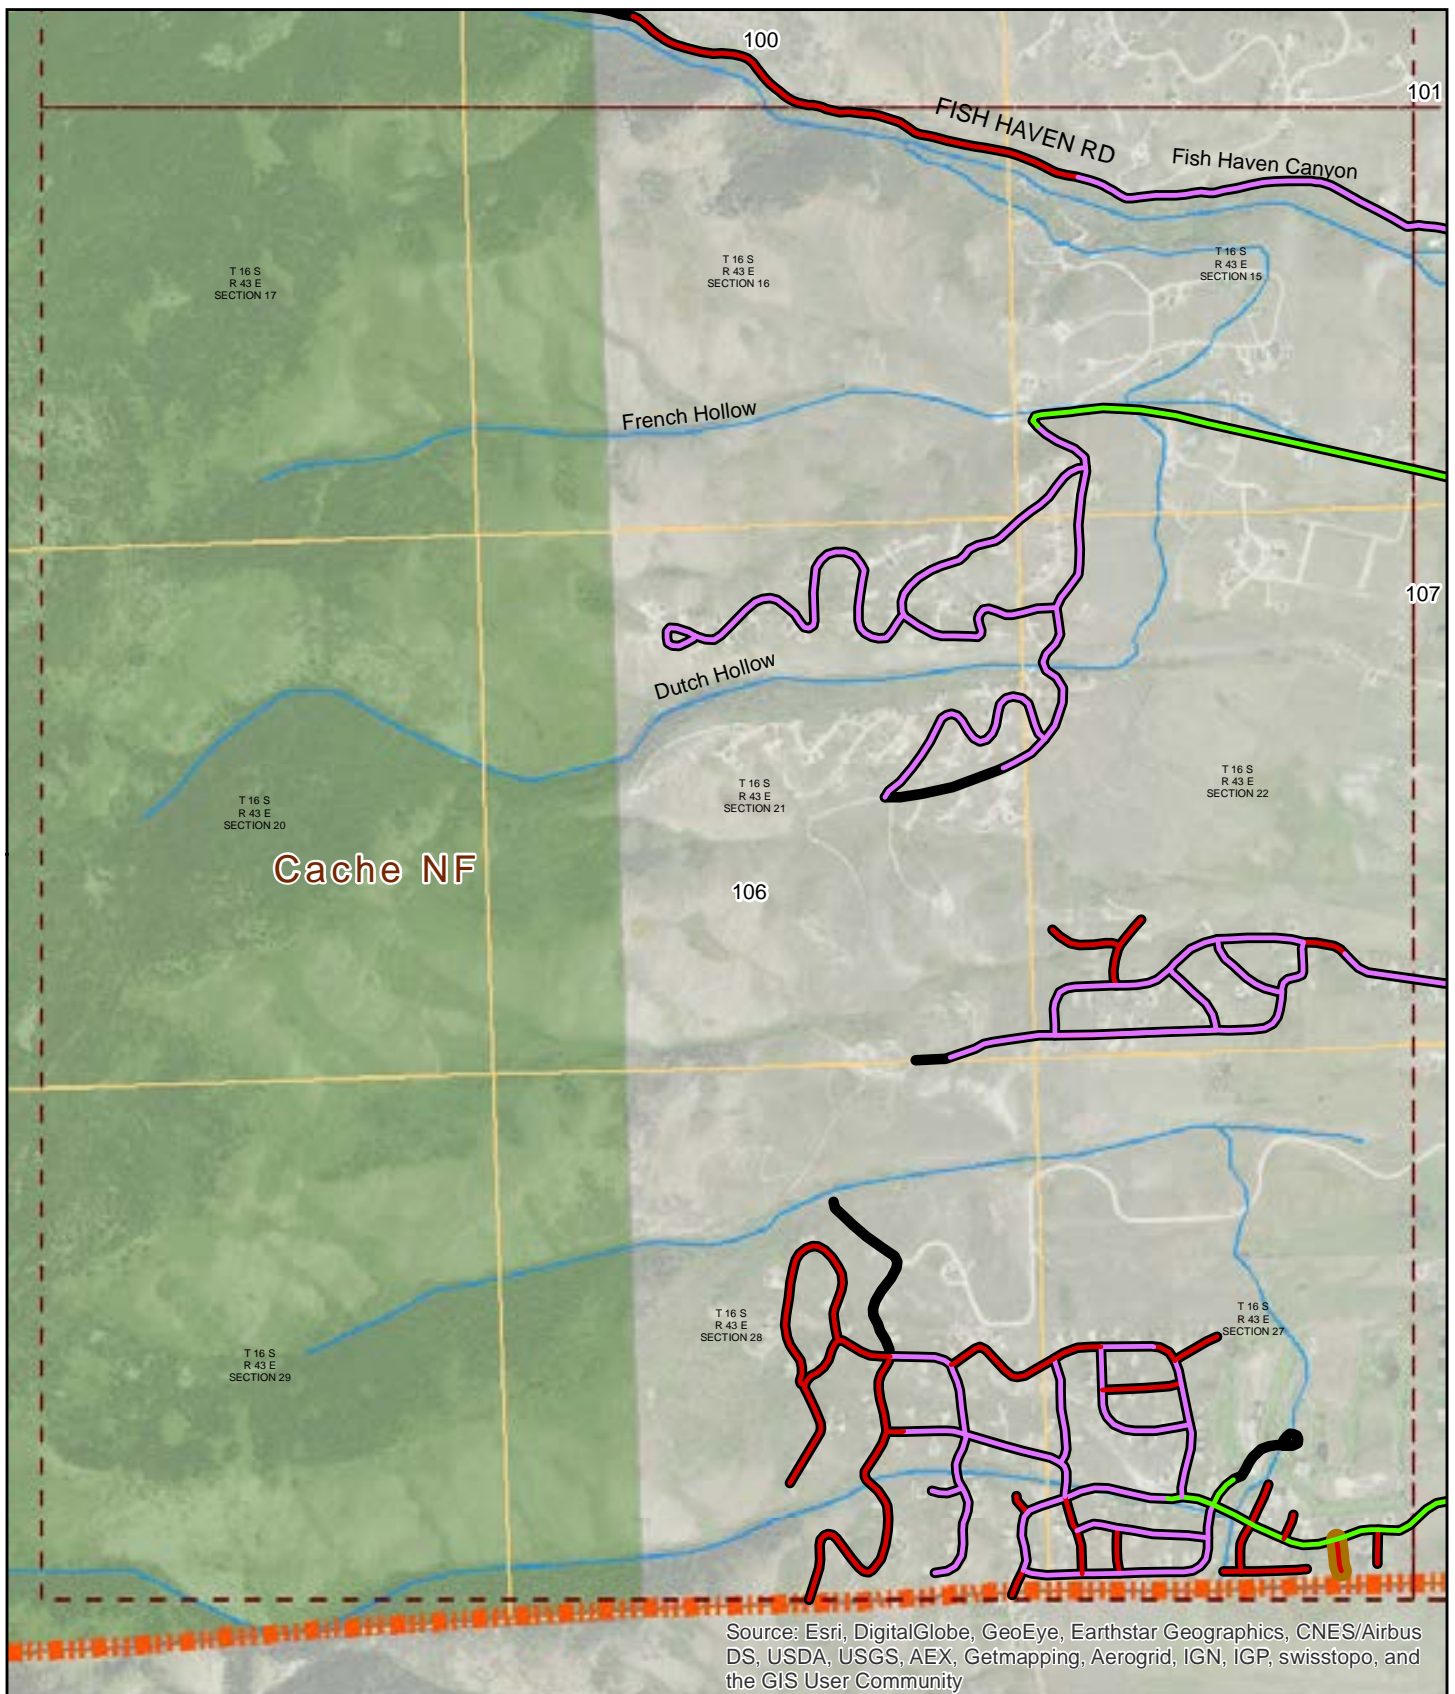 100
101
FISH HAVEN RD
Fish Haven Canyon
T 16 S
R 43 E
SECTION 17
T 16 S
R 43 E
SECTION 16
T 16 S
R 43 E
SECTION 15
French Hollow
107
Dutch Hollow
T 16 S
R 43 E
SECTION 20
T 16 S
R 43 E
SECTION 21
T 16 S
R 43 E
SECTION 22
Cache NF
106
T 16 S
R 43 E
SECTION 29
T 16 S
R 43 E
SECTION 28
T 16 S
R 43 E
SECTION 27
Source: Esri, DigitalGlobe, GeoEye, Earthstar Geographics, CNES/Airbus
DS, USDA, USGS, AEX, Getmapping, Aerogrid, IGN, IGP, swisstopo, and
the GIS User Community